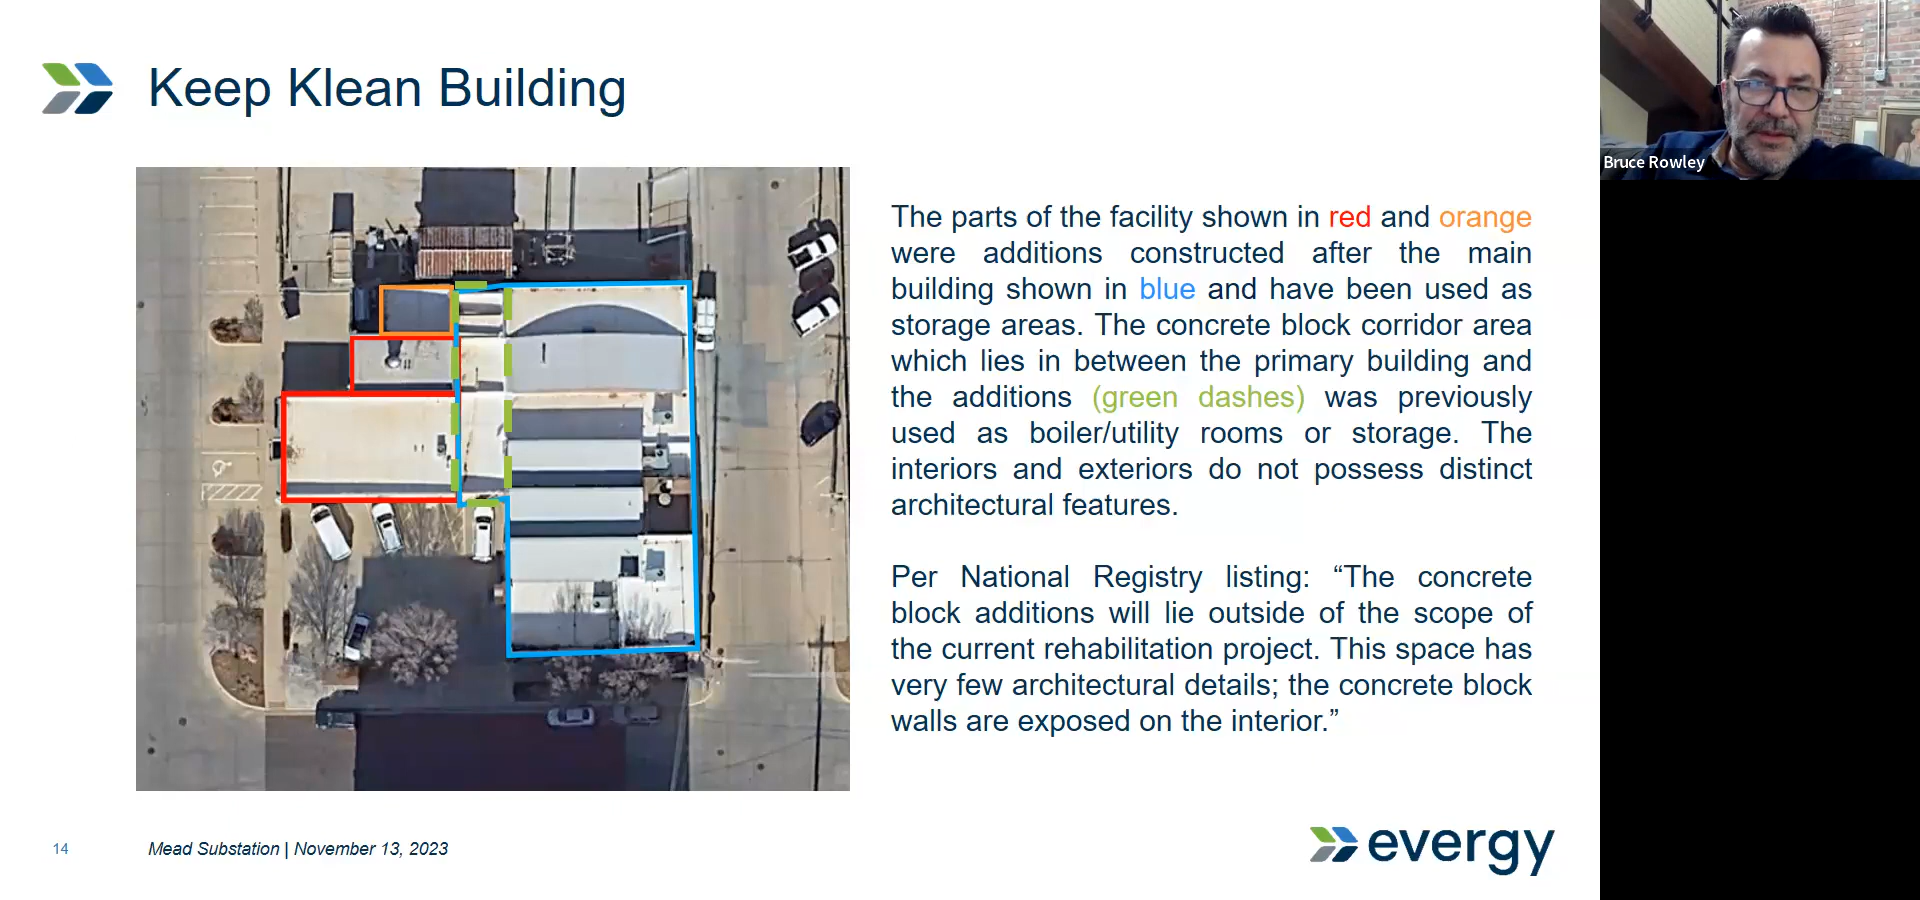 Keep Klean Building
Bruce Rowley
The parts of the facility shown in red and orange
were additions constructed after the main
building shown in blue and have been used as
storage areas. The concrete block corridor area
which lies in between the primary building and
the additions (green dashes) was previously
used as boiler/utility rooms or storage. The
interiors and exteriors do not possess distinct
architectural features.
Per National Registry listing: “The concrete
block additions will lie outside of the scope of
the current rehabilitation project. This space has
very few architectural details; the concrete block
walls are exposed on the interior.”
14
Mead Substation | November 13, 2023
evergy